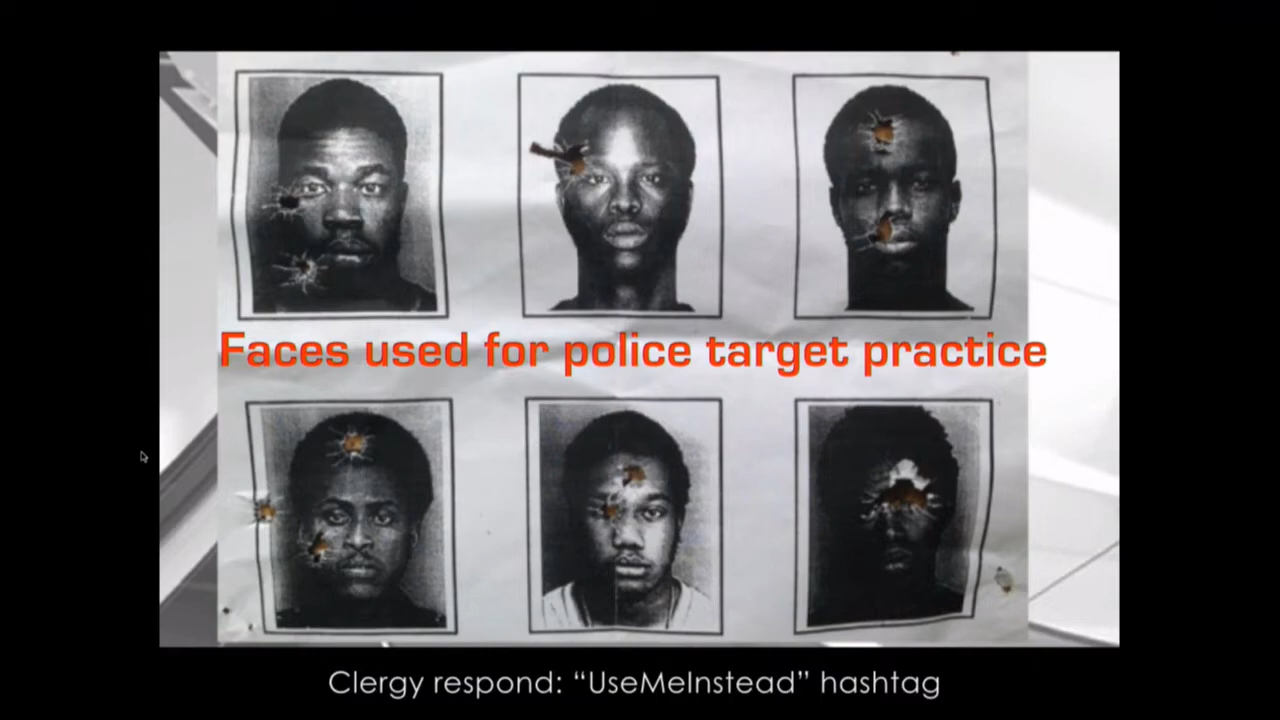 Faces used for police target practice
Clergy respond: “UseMeInstead” hashtag